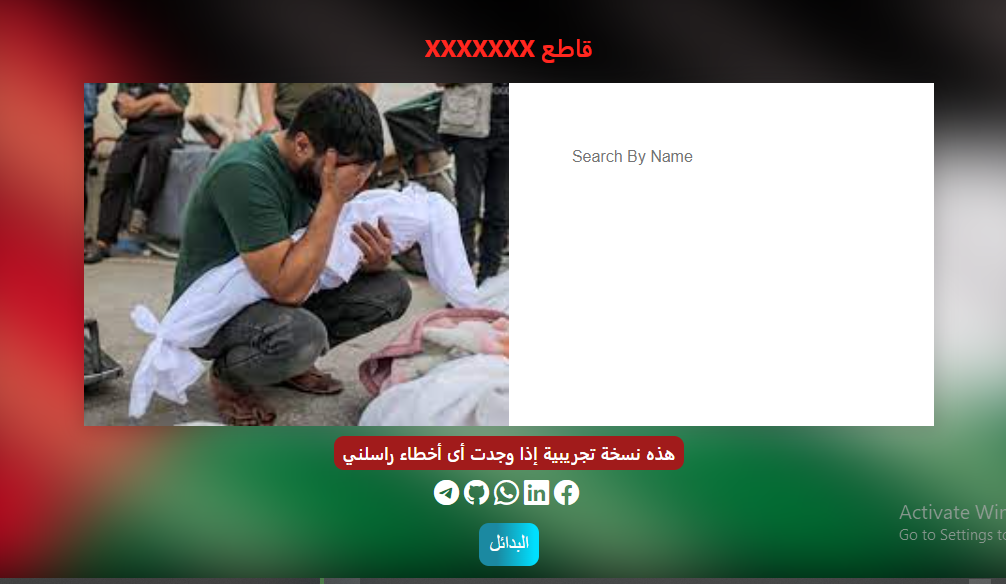 قاطع XXXXXXX
Search By Name
هذه نسخة تجريبية إذا وجدت أى أخطاء راسلني
البدائل
Activate Win
Go to Settings to